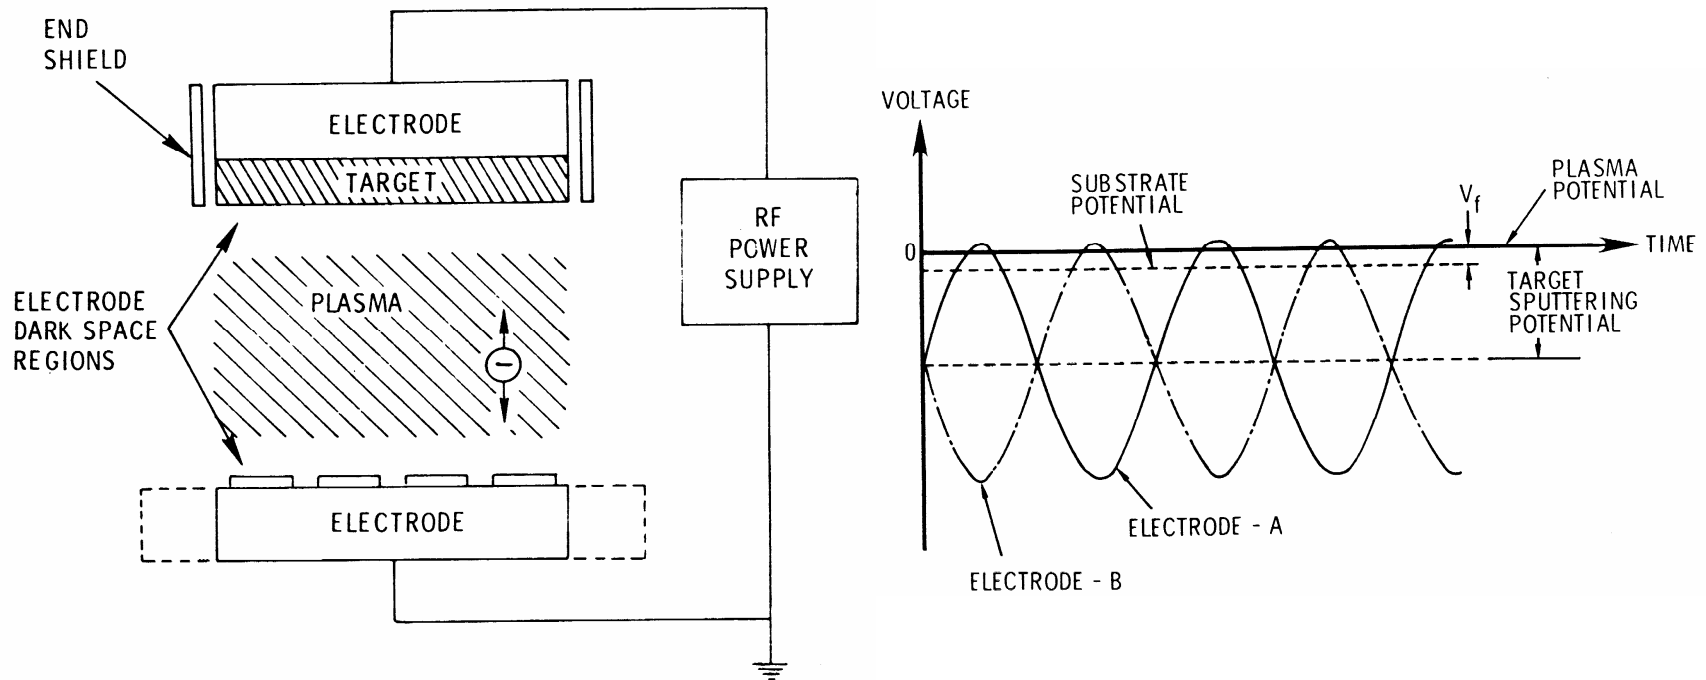 END
SHIELD
ELECTRODE
TARGET
RF
POWER
SUPPLY
PLASMA
ELECTRODE
DARK SPACE
REGIONS
−
ELECTRODE
VOLTAGE
SUBSTRATE
POTENTIAL
Vf
PLASMA
POTENTIAL
0
TIME
TARGET
SPUTTERING
POTENTIAL
ELECTRODE - A
ELECTRODE - B